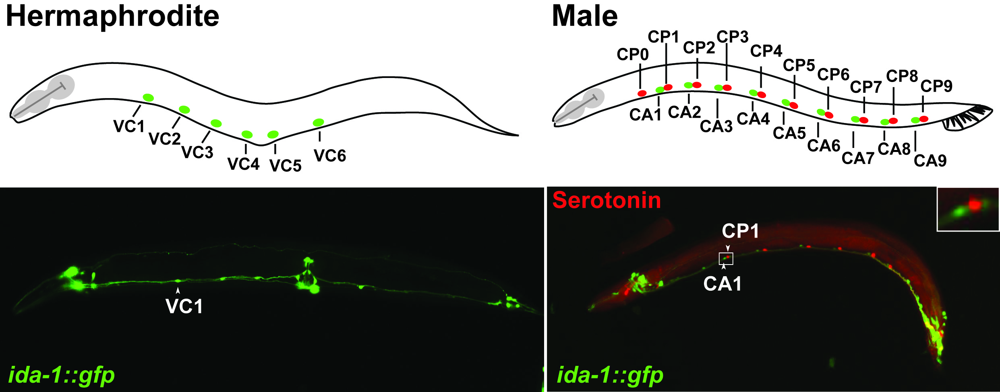 Hermaphrodite
VC1
VC2
VC3
VC4
VC5
VC6
Male
CP0
CP1
CP2
CP3
CP4
CP5
CP6
CP7
CP8
CP9
CA1
CA2
CA3
CA4
CA5
CA6
CA7
CA8
CA9
VC1
ida-1::gfp
Serotonin
CP1
CA1
ida-1::gfp